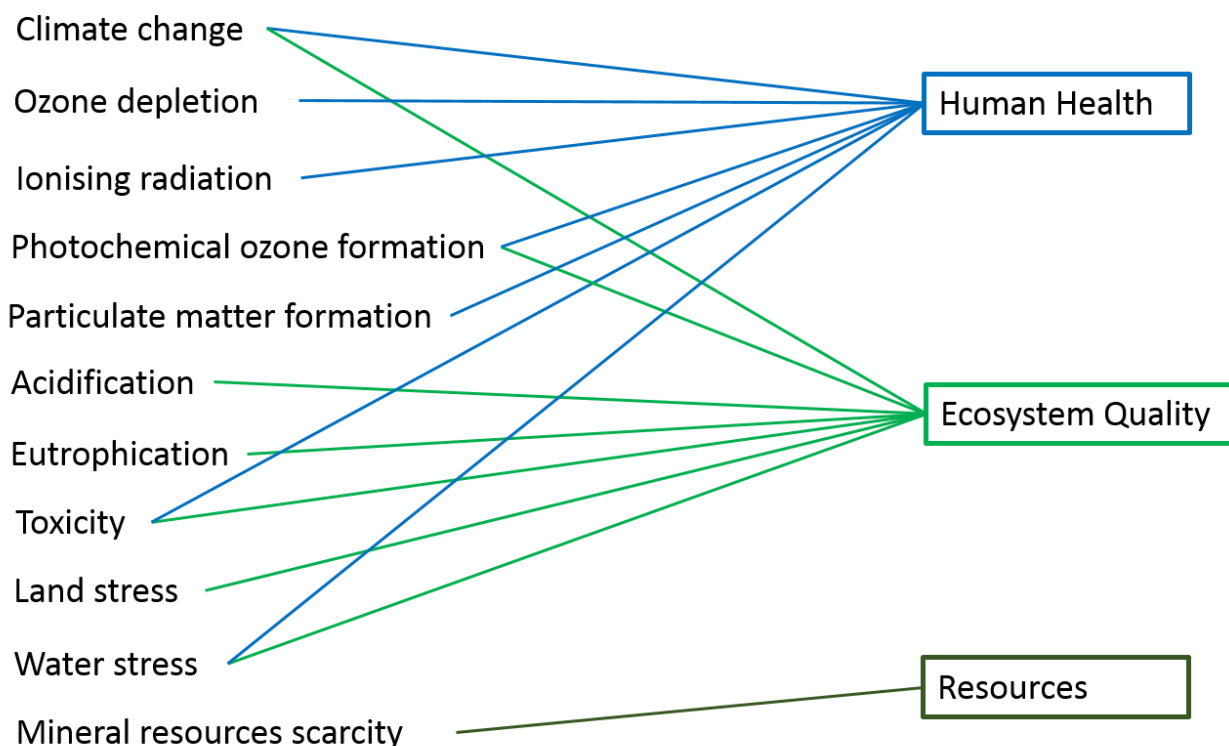 Climate change
Ozone depletion
Ionising radiation
Photochemical ozone formation
Particulate matter formation
Acidification
Eutrophication
Toxicity
Land stress
Water stress
Mineral resources scarcity
Human Health
Ecosystem Quality
Resources